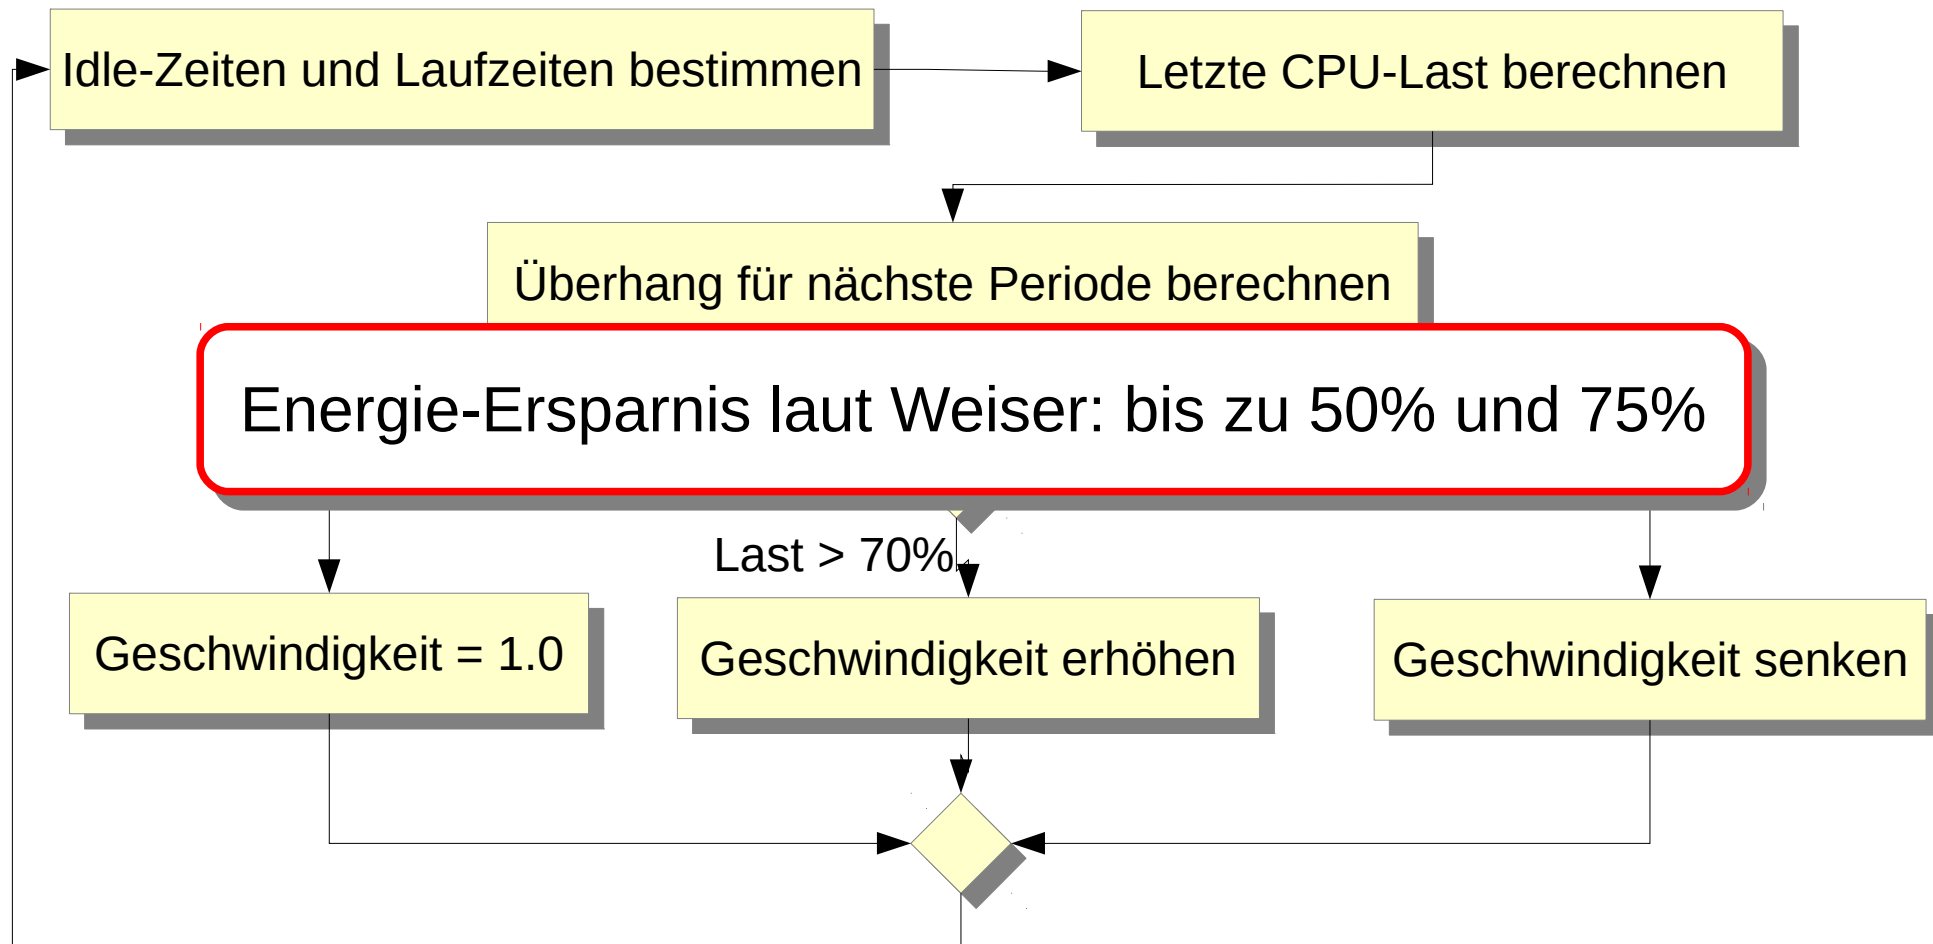 Idle-Zeiten und Laufzeiten bestimmen
Letzte CPU-Last berechnen
Überhang für nächste Periode berechnen
Energie-Ersparnis laut Weiser: bis zu 50% und 75%
Last > 70%
Geschwindigkeit = 1.0
Geschwindigkeit erhöhen
Geschwindigkeit senken